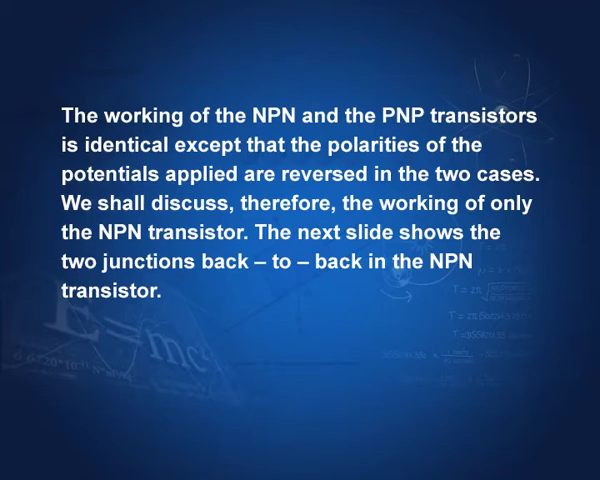 The working of the NPN and the PNP transistors
is identical except that the polarities of the
potentials applied are reversed in the two cases.
We shall discuss, therefore, the working of only
the NPN transistor. The next slide shows the
two junctions back – to – back in the NPN
transistor.
E=mc²